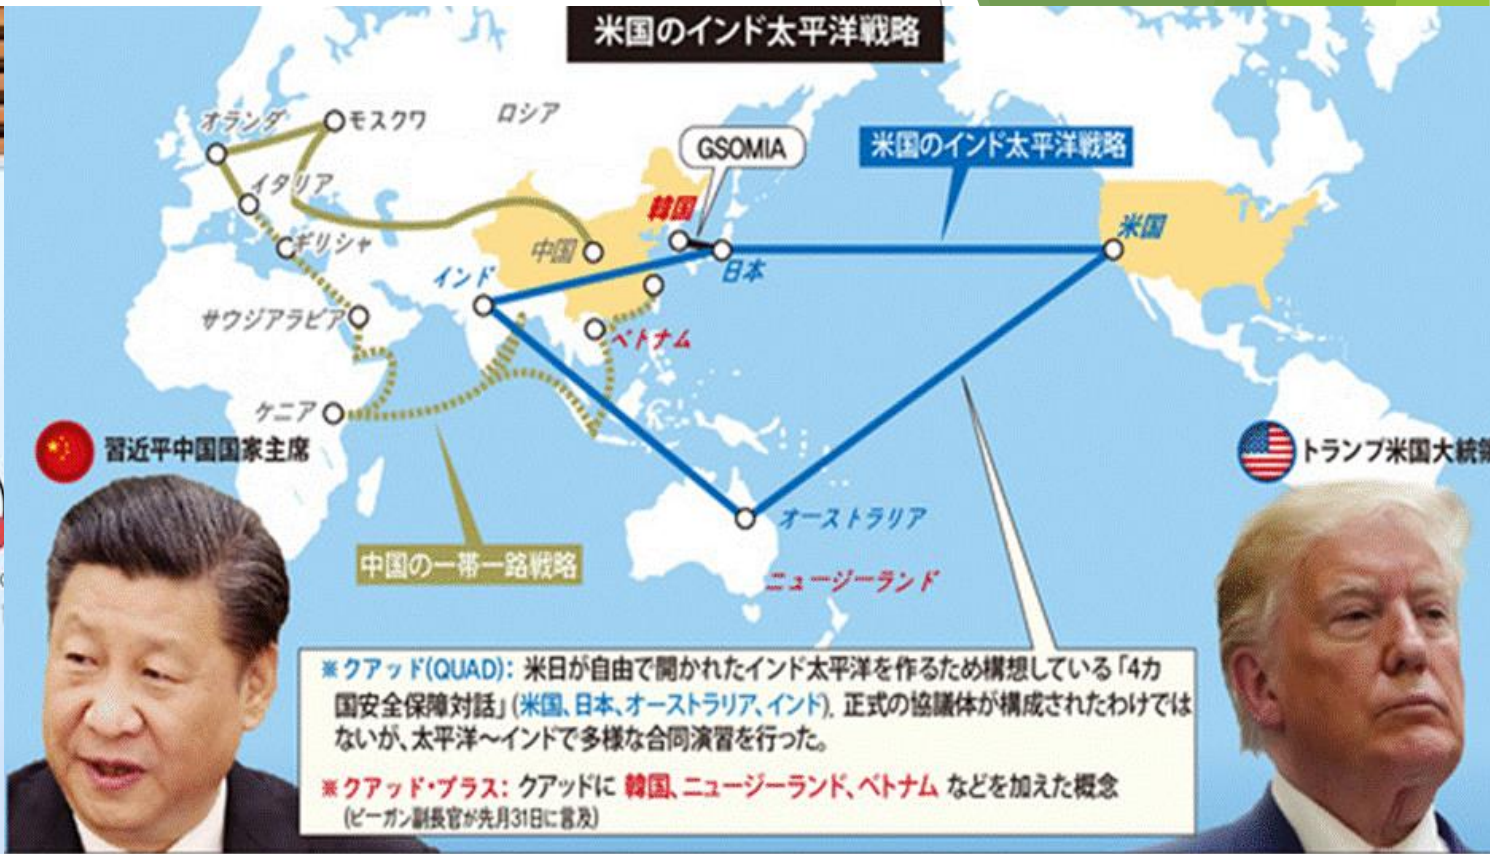 米国のインド太平洋戦略
オランダ
モスクワ
ロシア
GSOMIA
米国のインド太平洋戦略
イタリア
韓国
米国
ギリシャ
中国
日本
インド
サウジアラビア
ベトナム
ケニア
習近平中国国家主席
トランプ米国大統領
オーストラリア
中国の一帯一路戦略
ニュージーランド
※クアッド(QUAD): 米日が自由で開かれたインド太平洋を作るため構想している「4カ
国安全保障対話」(米国、日本、オーストラリア、インド). 正式の協議体が構成されたわけでは
ないが、太平洋〜インドで多様な合同演習を行った。
※クアッド・プラス: クアッドに 韓国、ニュージーランド、ベトナム などを加えた概念
(ビーガン副長官が先月31日に言及)